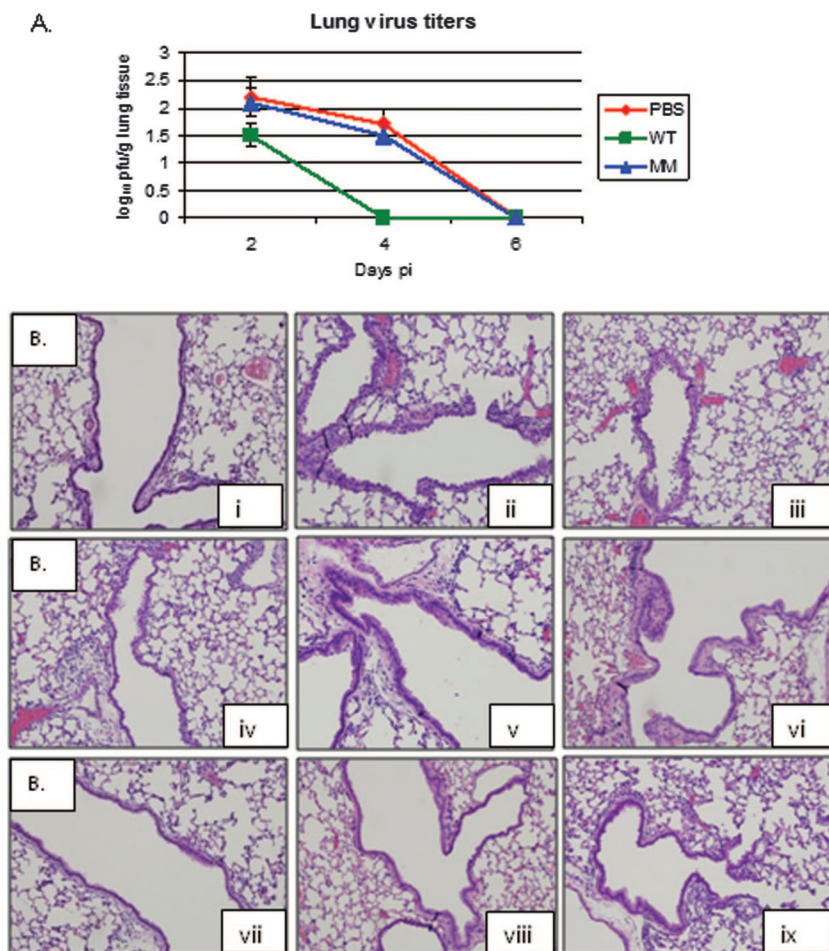 A.
Lung virus titers
log₁₀ pfu/g lung tissue
3
2.5
2
1.5
1
0.5
0
2
4
6
Days pi
PBS
WT
MM
B.
i
ii
iii
B.
iv
v
vi
B.
vii
viii
ix